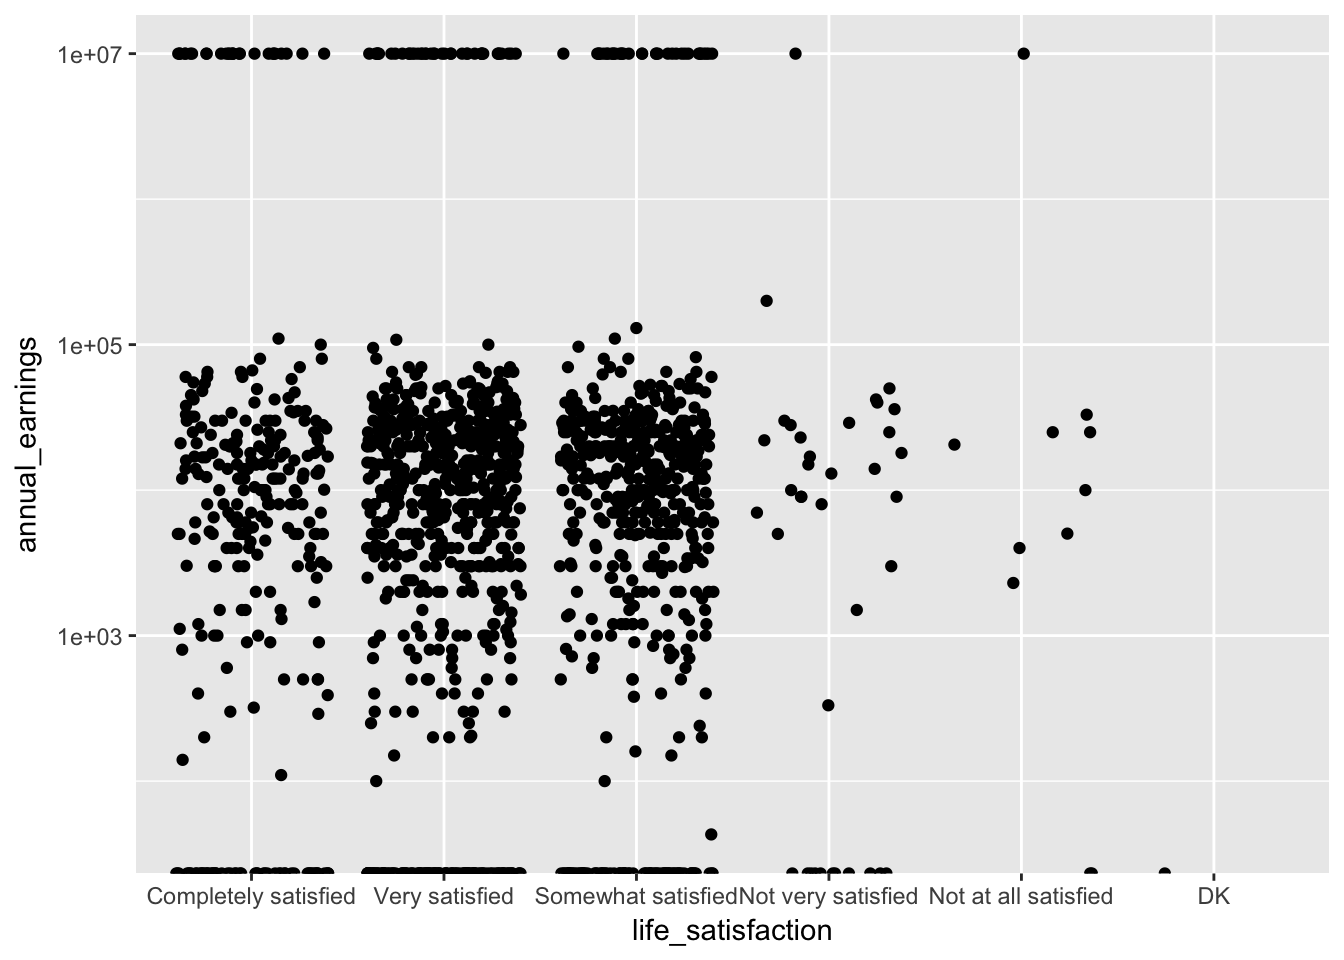 1e+07
1e+05
1e+03
annual_earnings
Completely satisfied Very satisfied Somewhat satisfied Not very satisfied Not at all satisfied DK
life_satisfaction